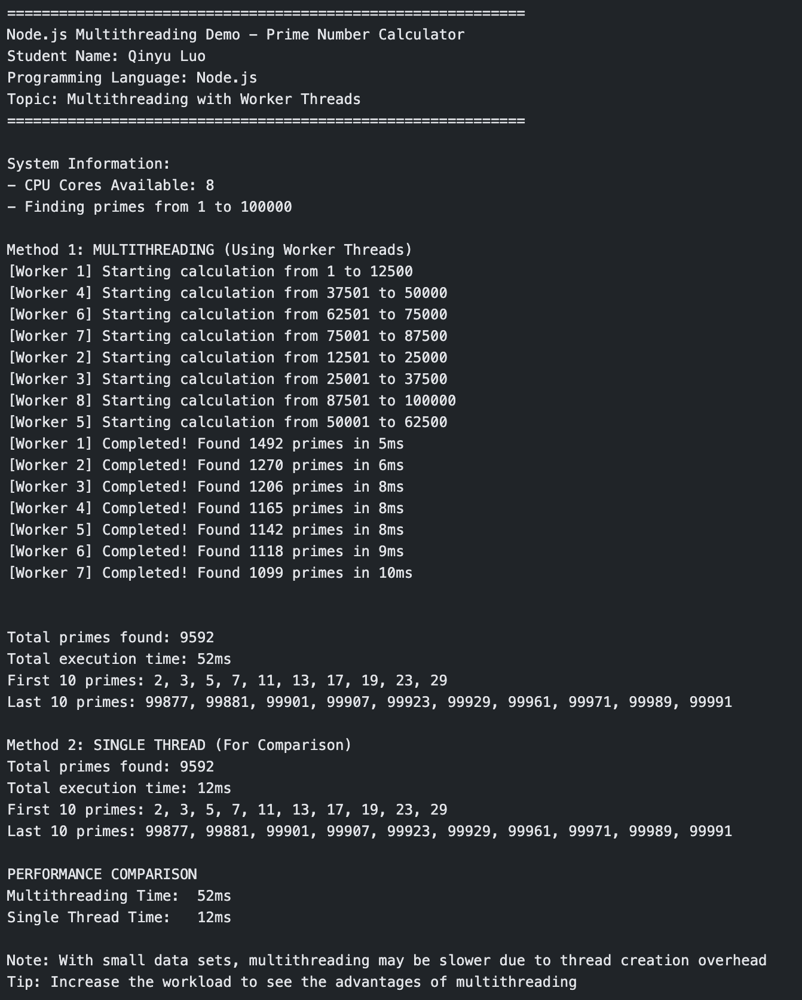 ============================================================
Node.js Multithreading Demo – Prime Number Calculator
Student Name: Qinyu Luo
Programming Language: Node.js
Topic: Multithreading with Worker Threads
============================================================
System Information:
– CPU Cores Available: 8
– Finding primes from 1 to 100000
Method 1: MULTITHREADING (Using Worker Threads)
[Worker 1] Starting calculation from 1 to 12500
[Worker 4] Starting calculation from 37501 to 50000
[Worker 6] Starting calculation from 62501 to 75000
[Worker 7] Starting calculation from 75001 to 87500
[Worker 2] Starting calculation from 12501 to 25000
[Worker 3] Starting calculation from 25001 to 37500
[Worker 8] Starting calculation from 87501 to 100000
[Worker 5] Starting calculation from 50001 to 62500
[Worker 1] Completed! Found 1492 primes in 5ms
[Worker 2] Completed! Found 1270 primes in 6ms
[Worker 3] Completed! Found 1206 primes in 8ms
[Worker 4] Completed! Found 1165 primes in 8ms
[Worker 5] Completed! Found 1142 primes in 8ms
[Worker 6] Completed! Found 1118 primes in 9ms
[Worker 7] Completed! Found 1099 primes in 10ms
Total primes found: 9592
Total execution time: 52ms
First 10 primes: 2, 3, 5, 7, 11, 13, 17, 19, 23, 29
Last 10 primes: 99877, 99881, 99901, 99907, 99923, 99929, 99961, 99971, 99989, 99991
Method 2: SINGLE THREAD (For Comparison)
Total primes found: 9592
Total execution time: 12ms
First 10 primes: 2, 3, 5, 7, 11, 13, 17, 19, 23, 29
Last 10 primes: 99877, 99881, 99901, 99907, 99923, 99929, 99961, 99971, 99989, 99991
PERFORMANCE COMPARISON
Multithreading Time:  52ms
Single Thread Time:   12ms
Note: With small data sets, multithreading may be slower due to thread creation overhead
Tip: Increase the workload to see the advantages of multithreading